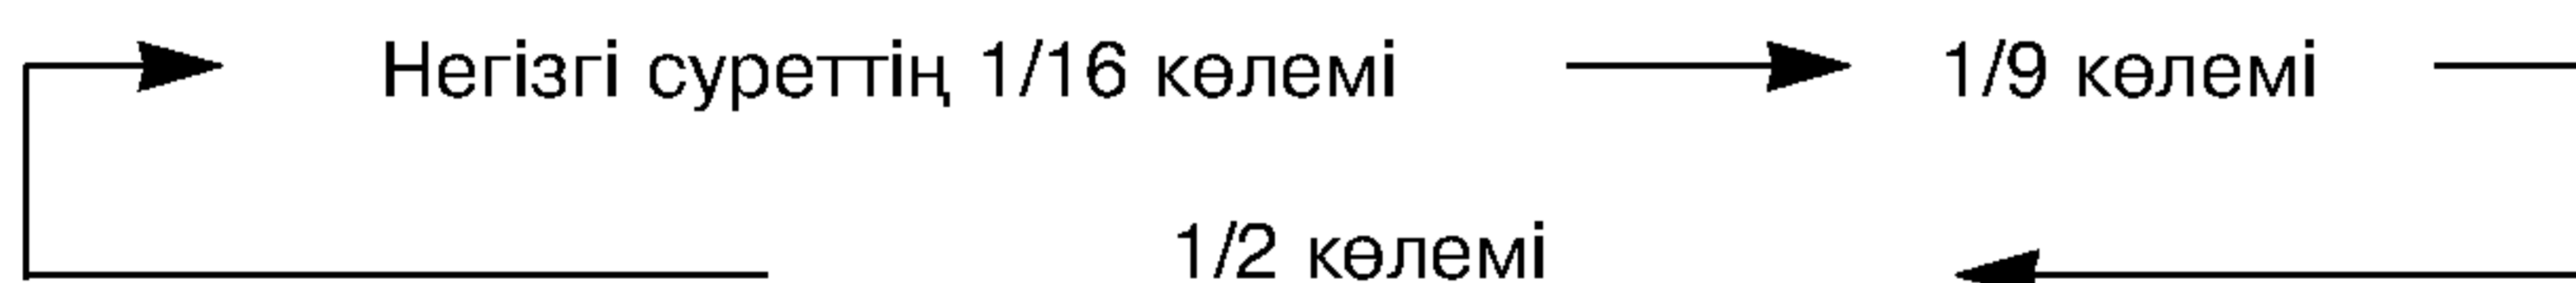 Негізгі суреттің 1/16 көлемі 1/9 көлемі
1/2 көлемі